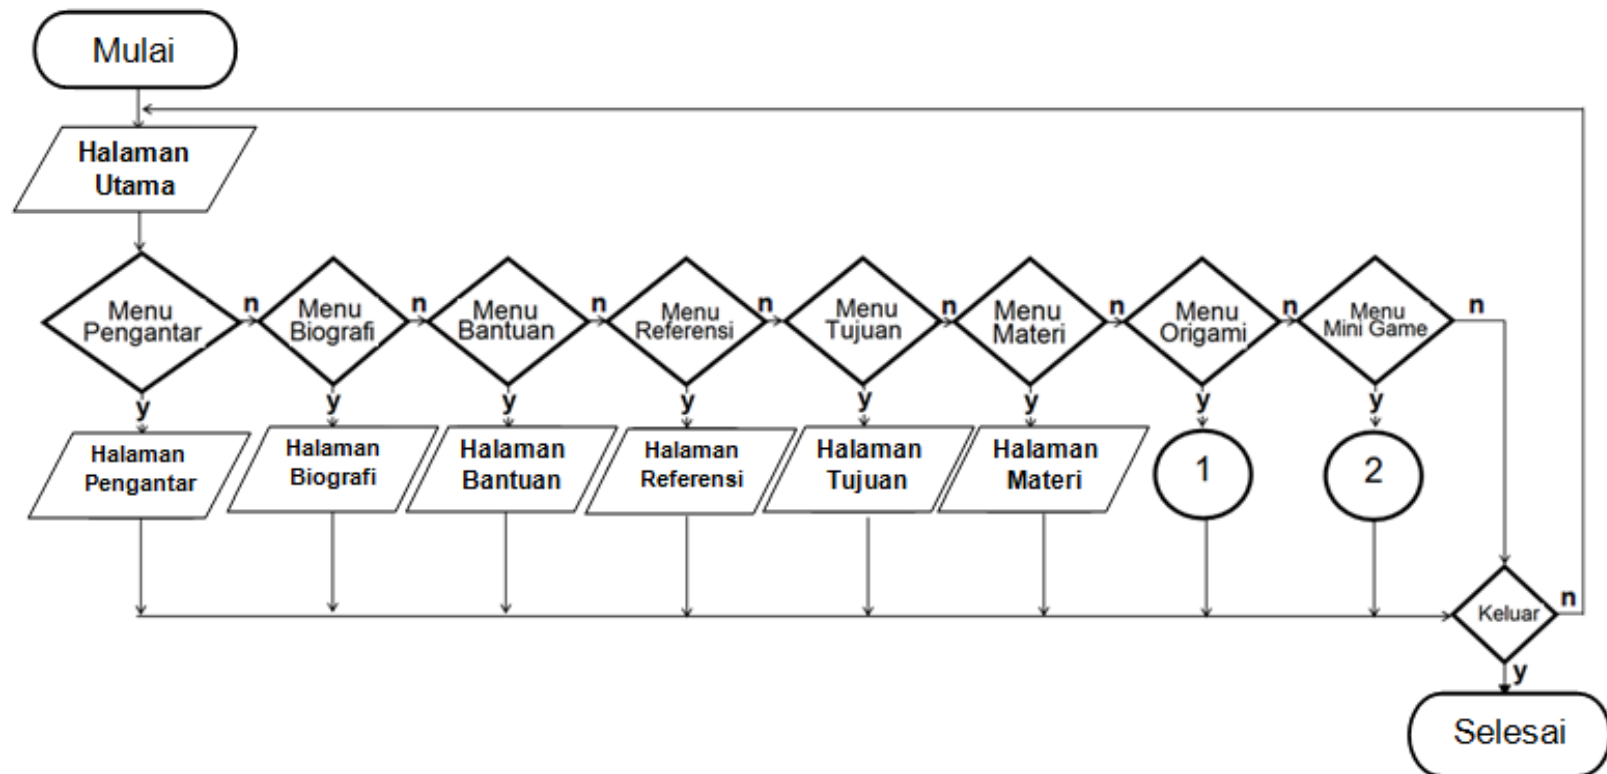 Mulai
Halaman
Utama
Menu
Pengantar
n
Menu
Biografi
n
Menu
Bantuan
n
Menu
Referensi
n
Menu
Tujuan
n
Menu
Materi
n
Menu
Origami
n
Menu
Mini Game
n
y
y
y
y
y
y
y
y
Halaman
Pengantar
Halaman
Biografi
Halaman
Bantuan
Halaman
Referensi
Halaman
Tujuan
Halaman
Materi
1
2
Keluar
n
y
Selesai